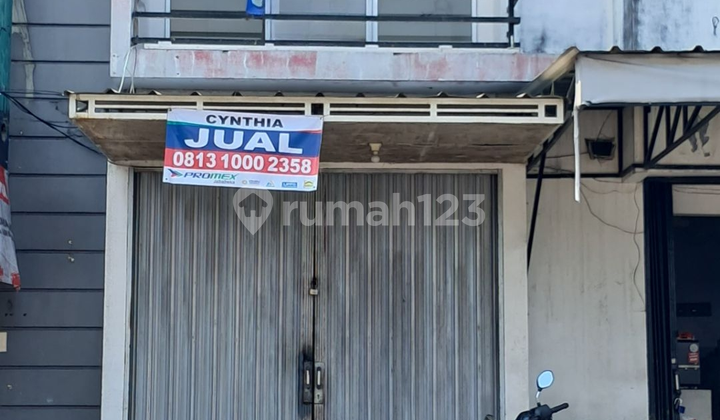 CYNTHIA
JUAL
0813 1000 2358
PROMEX
rumah123